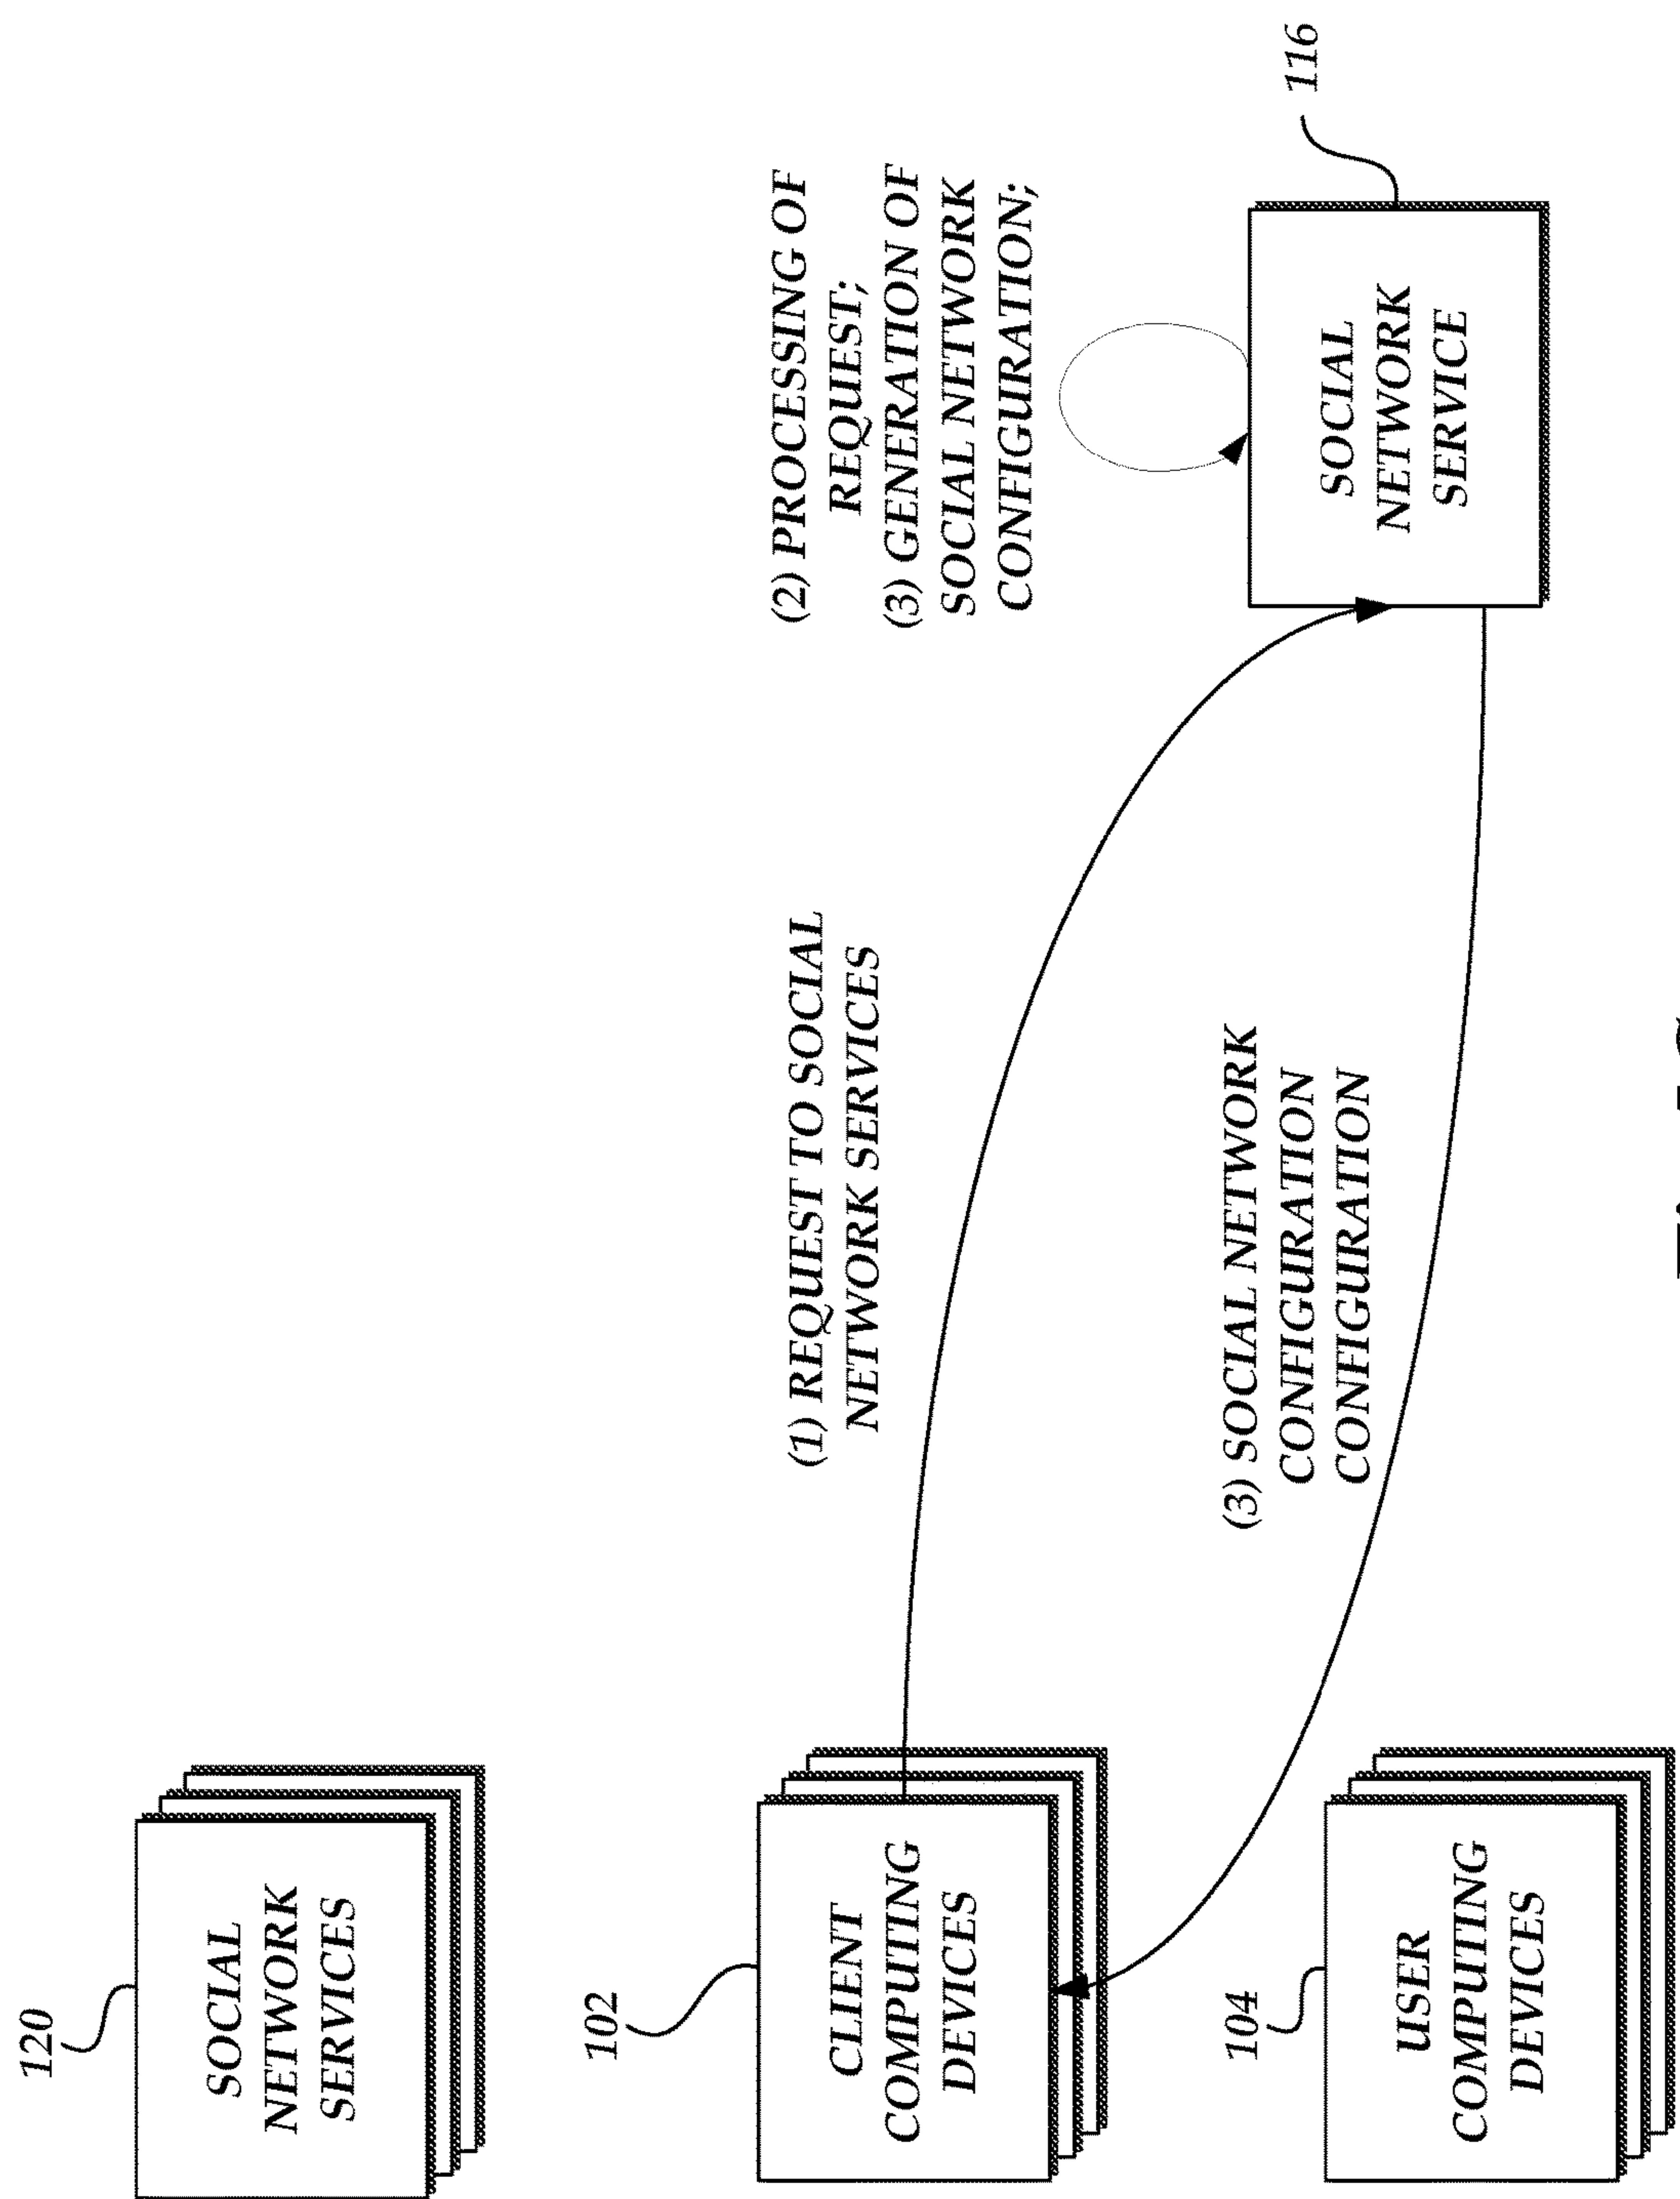 120
SOCIAL
NETWORK
SERVICES
(2) PROCESSING OF
REQUEST;
(3) GENERATION OF
SOCIAL NETWORK
CONFIGURATION;
(1) REQUEST TO SOCIAL
NETWORK SERVICES
102
CLIENT
COMPUTING
DEVICES
116
SOCIAL
NETWORK
SERVICE
(3) SOCIAL NETWORK
CONFIGURATION
CONFIGURATION
104
USER
COMPUTING
DEVICES